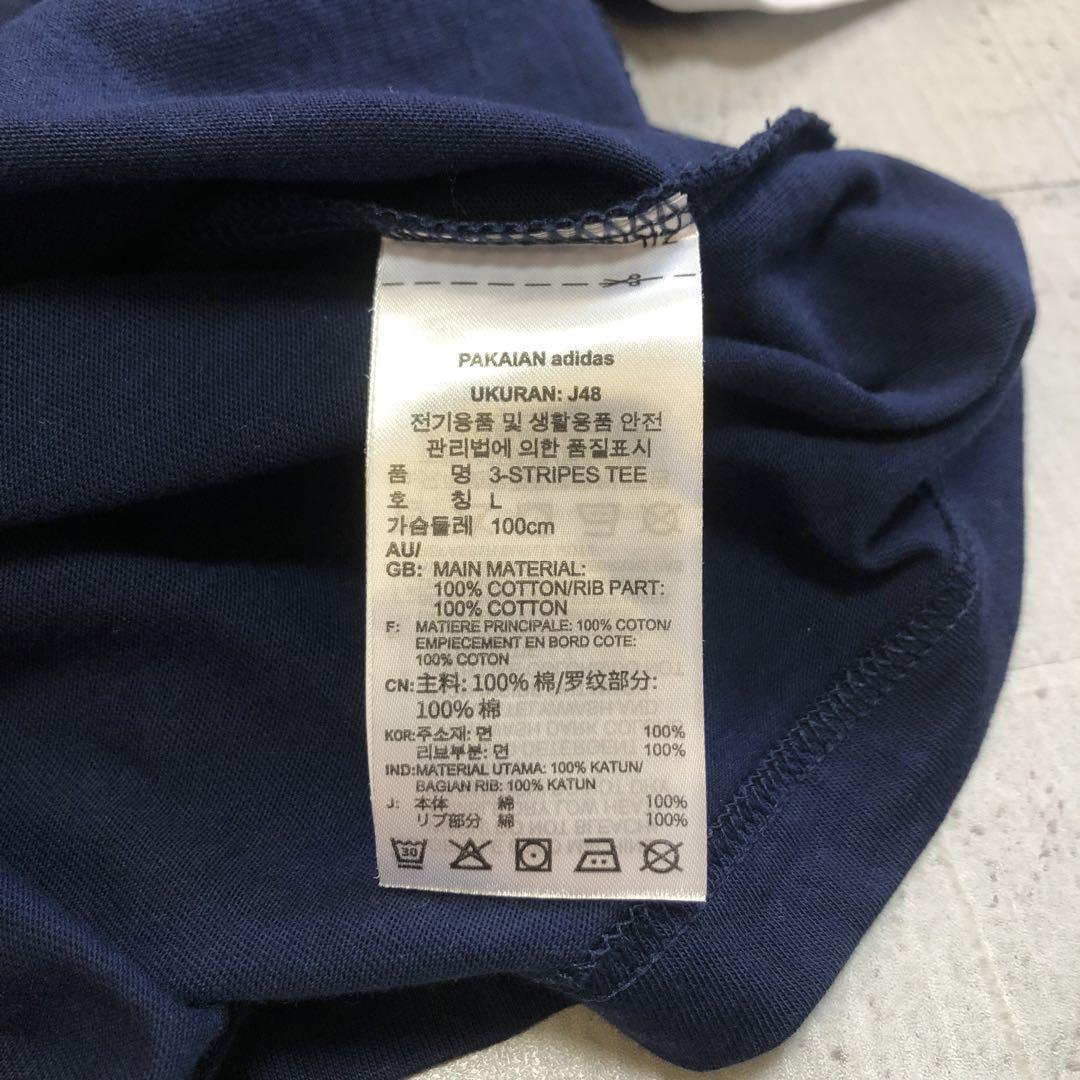 PAKAIAN adidas
UKURAN: J48
전기용품 및 생활용품 안전
관리법에 의한 품질표시
품 명 3-STRIPES TEE
호 칭 L
가슴둘레 100cm
AU/
GB: MAIN MATERIAL:
100% COTTON/RIB PART:
100% COTTON
F: MATIERE PRINCIPALE: 100% COTON/
EMPIECEMENT EN BORD COTE:
100% COTON
CN:主料: 100% 棉/罗纹部分:
100% 棉
KOR:주소재: 면 100%
리브부분: 면 100%
IND:MATERIAL UTAMA: 100% KATUN/
BAGIAN RIB: 100% KATUN
J: 本体 綿 100%
リブ部分 綿 100%
30